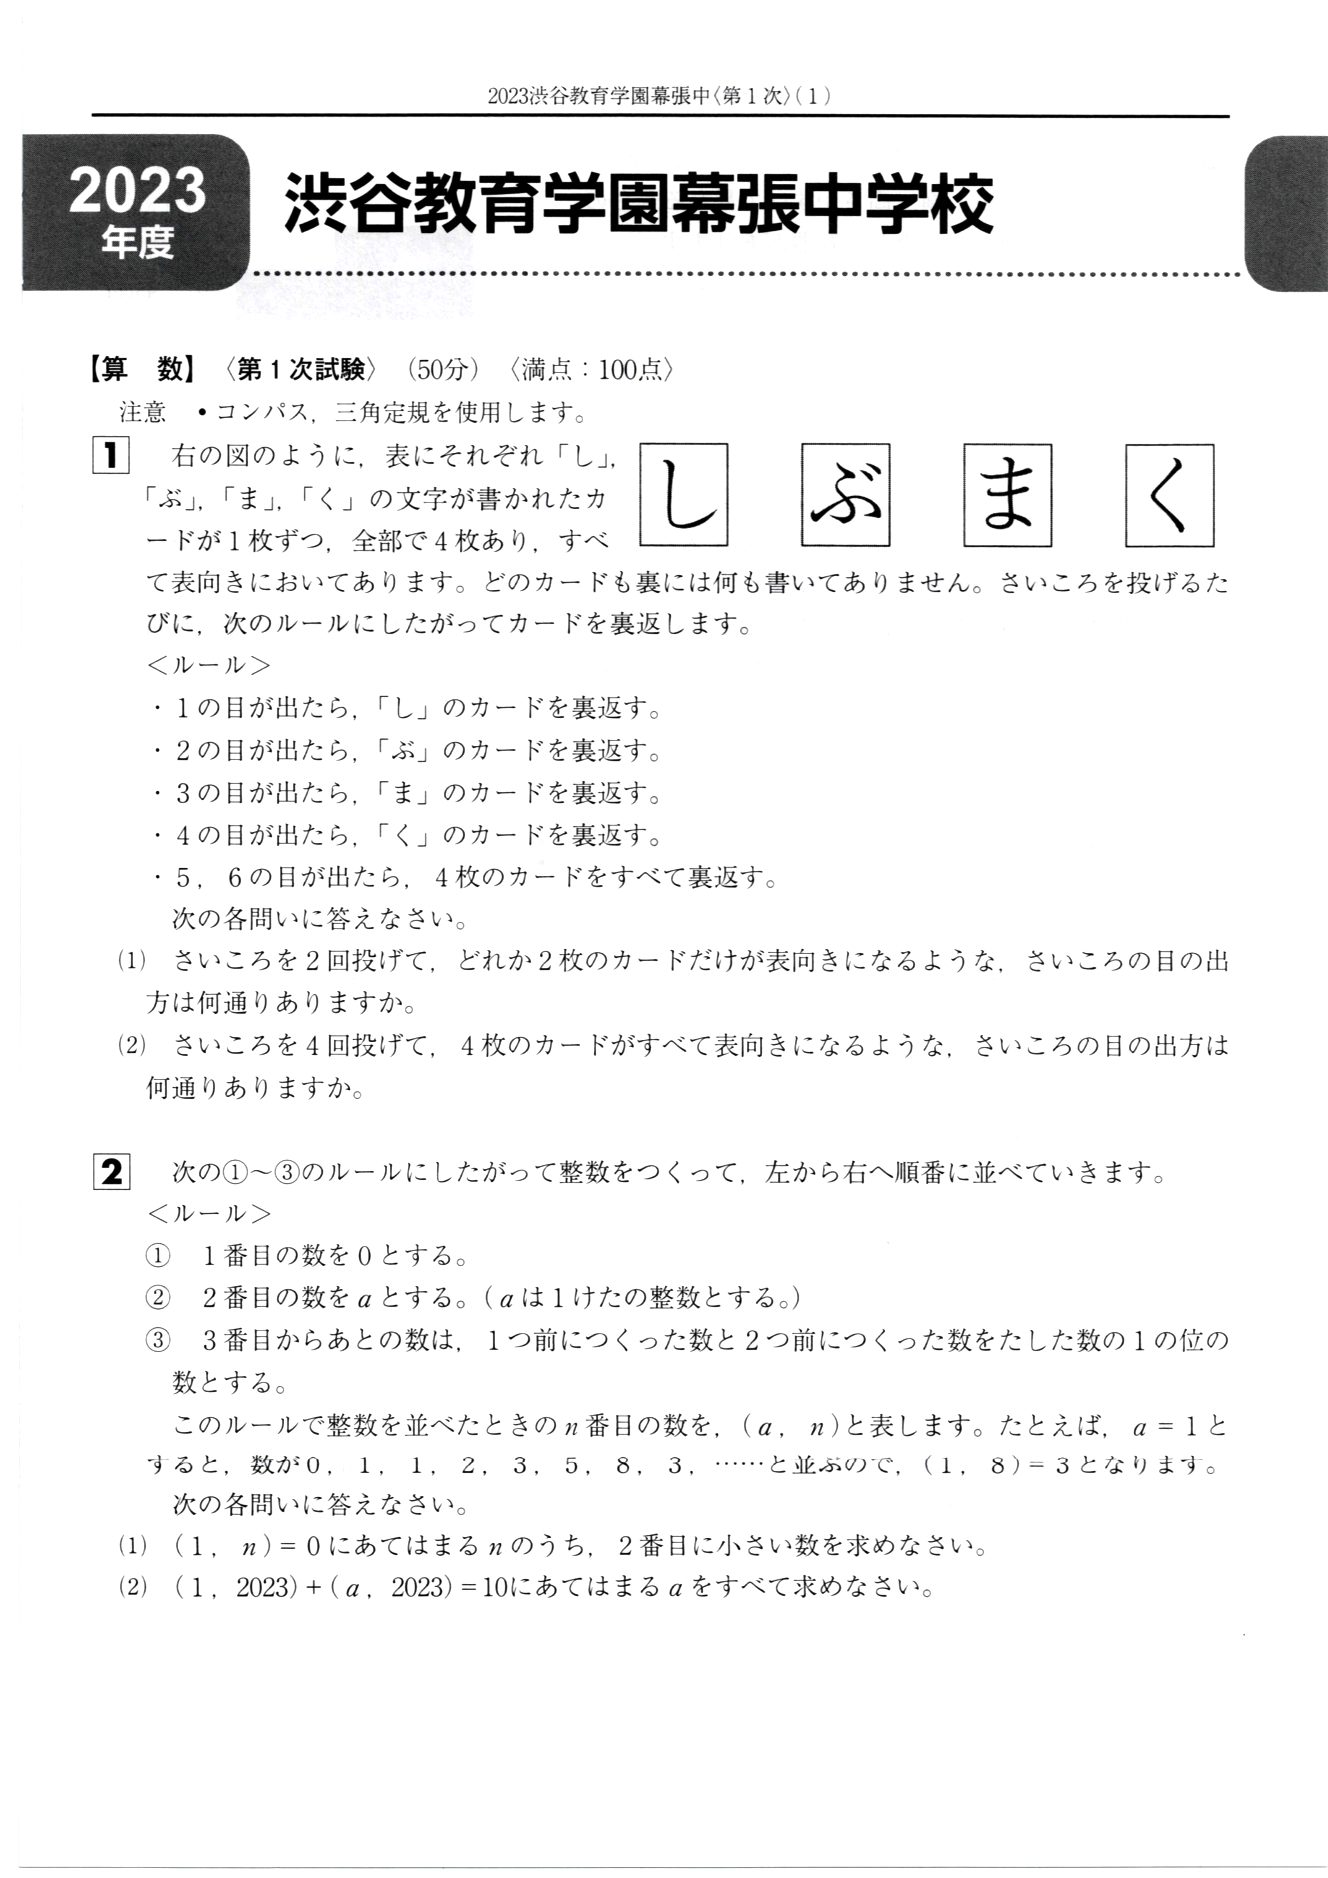 2023渋谷教育学園幕張中〈第1次〉(1)
2023
年度
渋谷教育学園幕張中学校
【算 数】〈第1次試験〉(50分)〈満点:100点〉
注意 •コンパス，三角定規を使用します。
1 右の図のように，表にそれぞれ「し」，
「ぶ」，「ま」，「く」の文字が書かれたカ
ードが1枚ずつ，全部で4枚あり，すべ
し ぶ ま く
て表向きにおいてあります。どのカードも裏には何も書いてありません。さいころを投げるた
びに，次のルールにしたがってカードを裏返します。
＜ルール＞
・1の目が出たら，「し」のカードを裏返す。
・2の目が出たら，「ぶ」のカードを裏返す。
・3の目が出たら，「ま」のカードを裏返す。
・4の目が出たら，「く」のカードを裏返す。
・5，6の目が出たら，4枚のカードをすべて裏返す。
次の各問いに答えなさい。
(1) さいころを2回投げて，どれか2枚のカードだけが表向きになるような，さいころの目の出
方は何通りありますか。
(2) さいころを4回投げて，4枚のカードがすべて表向きになるような，さいころの目の出方は
何通りありますか。
2 次の①～③のルールにしたがって整数をつくって，左から右へ順番に並べていきます。
＜ルール＞
① 1番目の数を0とする。
② 2番目の数をaとする。(aは1けたの整数とする。)
③ 3番目からあとの数は，1つ前につくった数と2つ前につくった数をたした数の1の位の
数とする。
このルールで整数を並べたときのn番目の数を，(a，n)と表します。たとえば，a＝1と
すると，数が0，1，1，2，3，5，8，3，……と並ぶので，(1，8)＝3となります。
次の各問いに答えなさい。
(1) (1，n)＝0にあてはまるnのうち，2番目に小さい数を求めなさい。
(2) (1，2023)＋(a，2023)＝10にあてはまるaをすべて求めなさい。